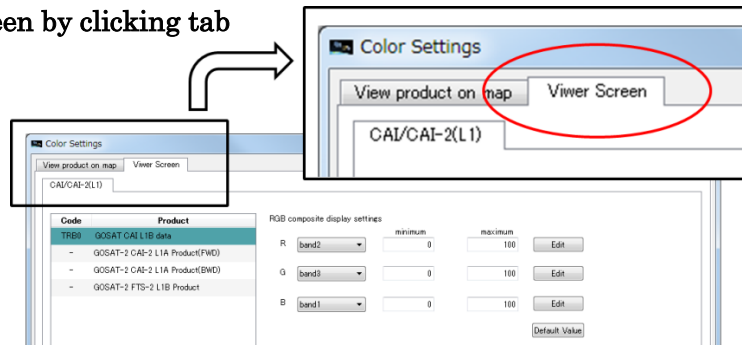 een by clicking tab
Color Settings
View product on map Viwer Screen
CAI/CAI-2(L1)
Color Settings
View product on map Viwer Screen
CAI/CAI-2(L1)
Code Product
TRB0 GOSAT CAI L1B data
- GOSAT-2 CAI-2 L1A Product(FWD)
- GOSAT-2 CAI-2 L1A Product(BWD)
- GOSAT-2 FTS-2 L1B Product
RGB composite display settings
minimum maximum
R band2 0 100 Edit
G band3 0 100 Edit
B band1 0 100 Edit
Default Value